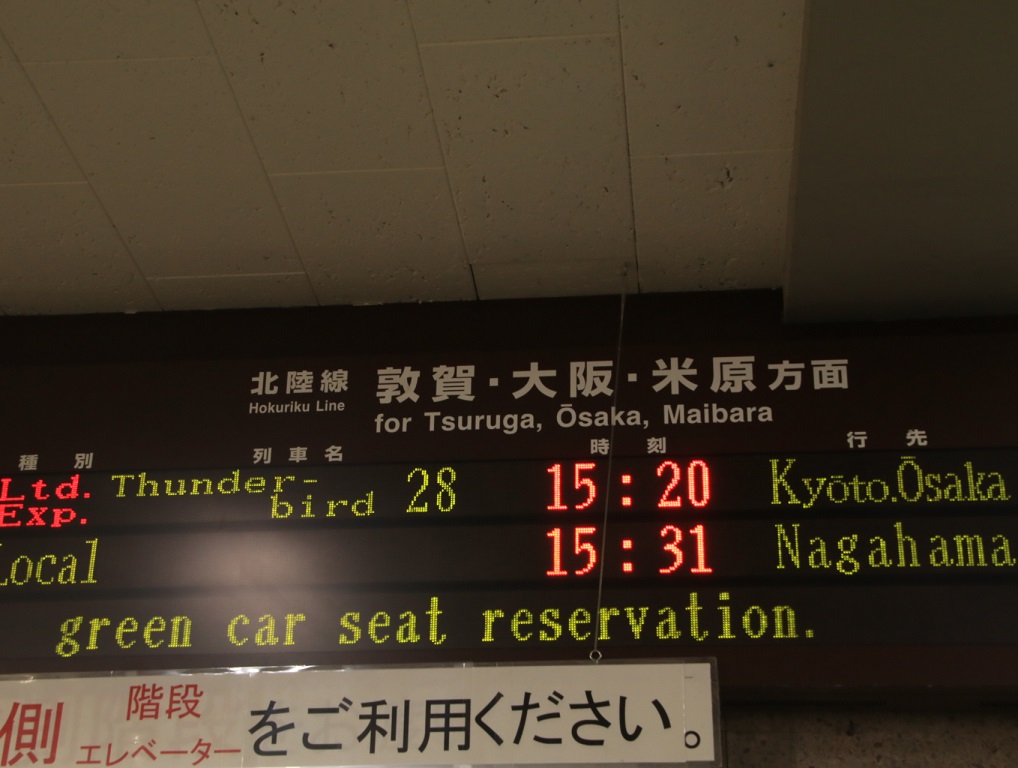 北陸線 敦賀・大阪・米原方面
Hokuriku Line for Tsuruga, Ōsaka, Maibara
種別 列車名 時刻 行先
Ltd. Exp. Thunder-bird 28 15:20 Kyōto.Ōsaka
Local 15:31 Nagahama
green car seat reservation.
側 階段 エレベーター をご利用ください。